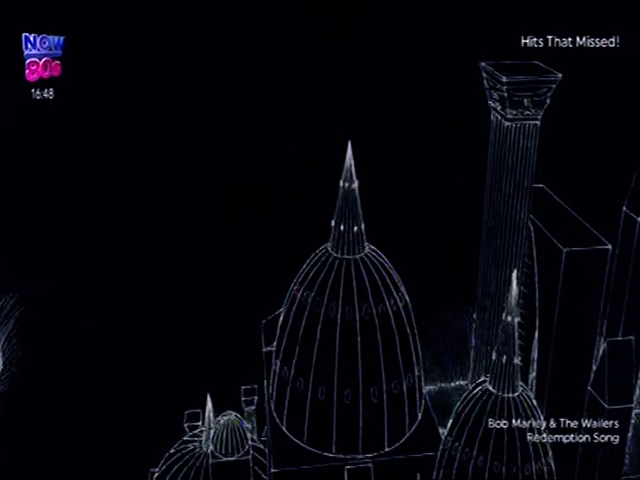 NOW
80s
16:48
Hits That Missed!
Bob Marley & The Wailers
Redemption Song